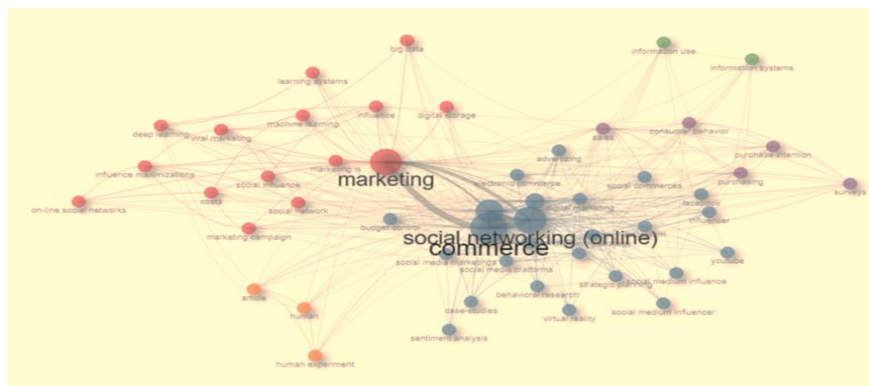 big data
information use
information systems
learning systems
influence
digital storage
machine learning
deep learning
viral marketing
sales
consumer behavior
purchase intention
advertizing
marketing is
influence maximizations
marketing
electronic commerce
social commerces
purchasing
surveys
social influence
costs
on-line social networks
social network
facebook
influencer
budget control
marketing campaign
social networking (online)
commerce
youtube
social media marketings
social media platforms
strategic planning
social medium influence
article
behavioral research
human
case-studies
virtual reality
social medium influencer
sentiment analysis
human experiment